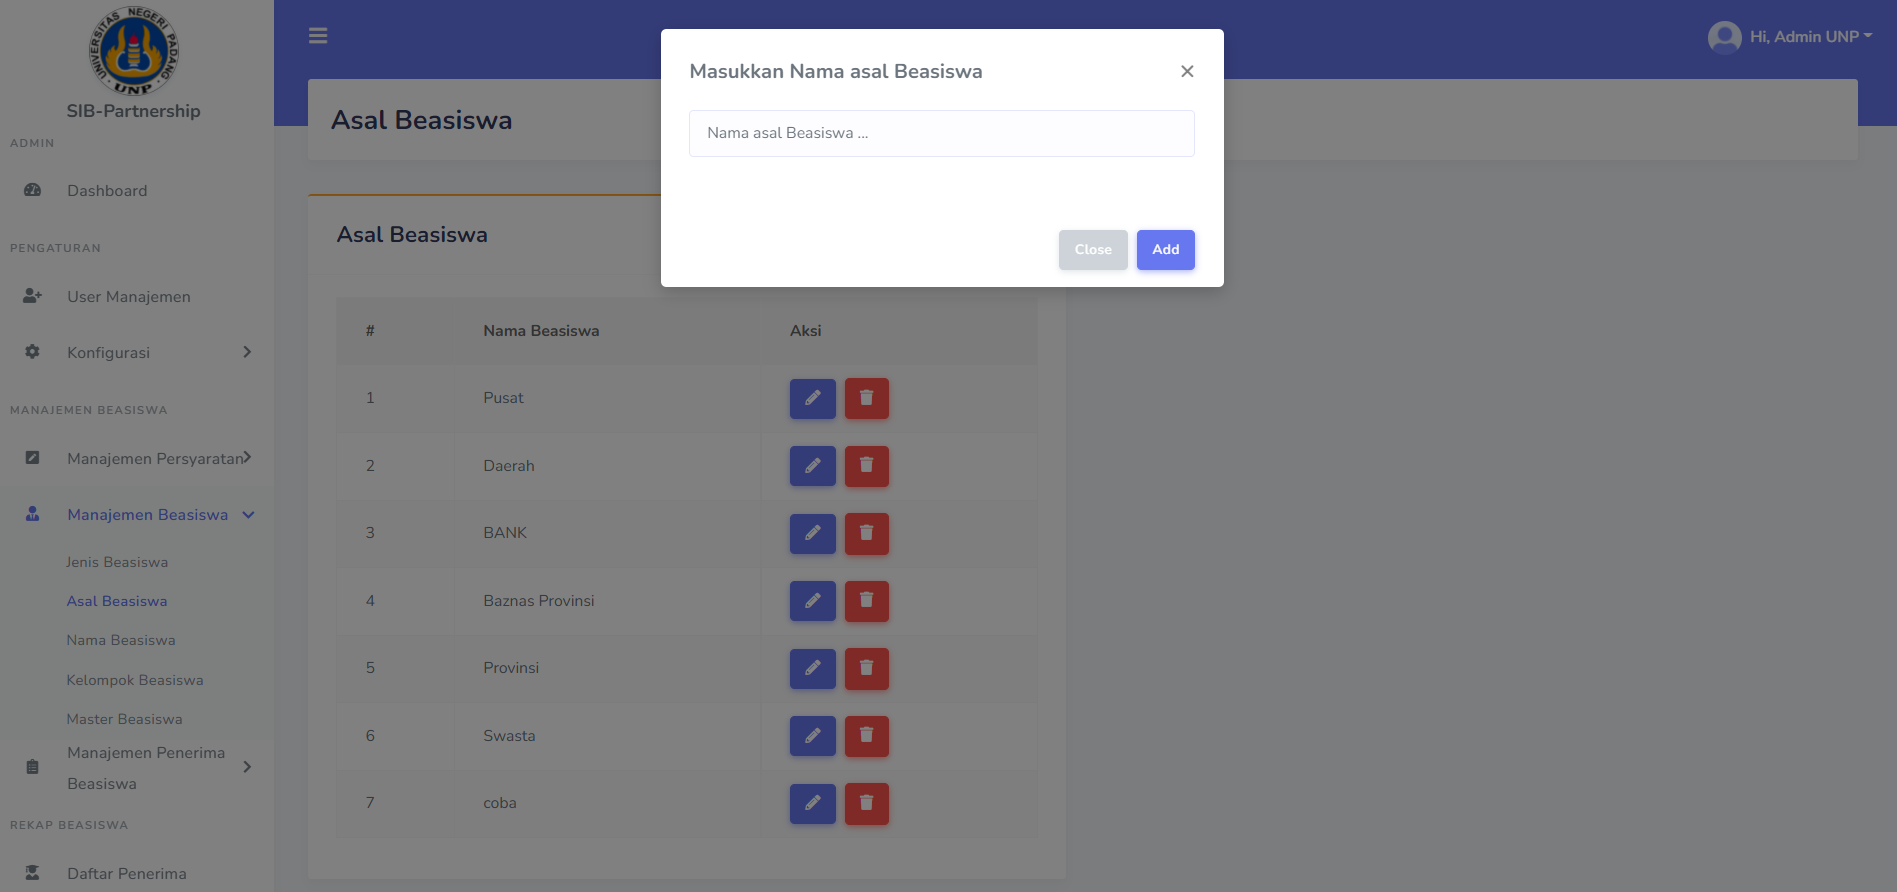 UNIVERSITAS NEGERI PADANG
UNP
SIB-Partnership
ADMIN
Dashboard
PENGATURAN
User Manajemen
Konfigurasi
MANAJEMEN BEASISWA
Manajemen Persyaratan
Manajemen Beasiswa
Jenis Beasiswa
Asal Beasiswa
Nama Beasiswa
Kelompok Beasiswa
Master Beasiswa
Manajemen Penerima
Beasiswa
REKAP BEASISWA
Daftar Penerima
Hi, Admin UNP
Asal Beasiswa
Masukkan Nama asal Beasiswa ×
Nama asal Beasiswa ...
Close Add
Asal Beasiswa
# Nama Beasiswa Aksi
1 Pusat
2 Daerah
3 BANK
4 Baznas Provinsi
5 Provinsi
6 Swasta
7 coba